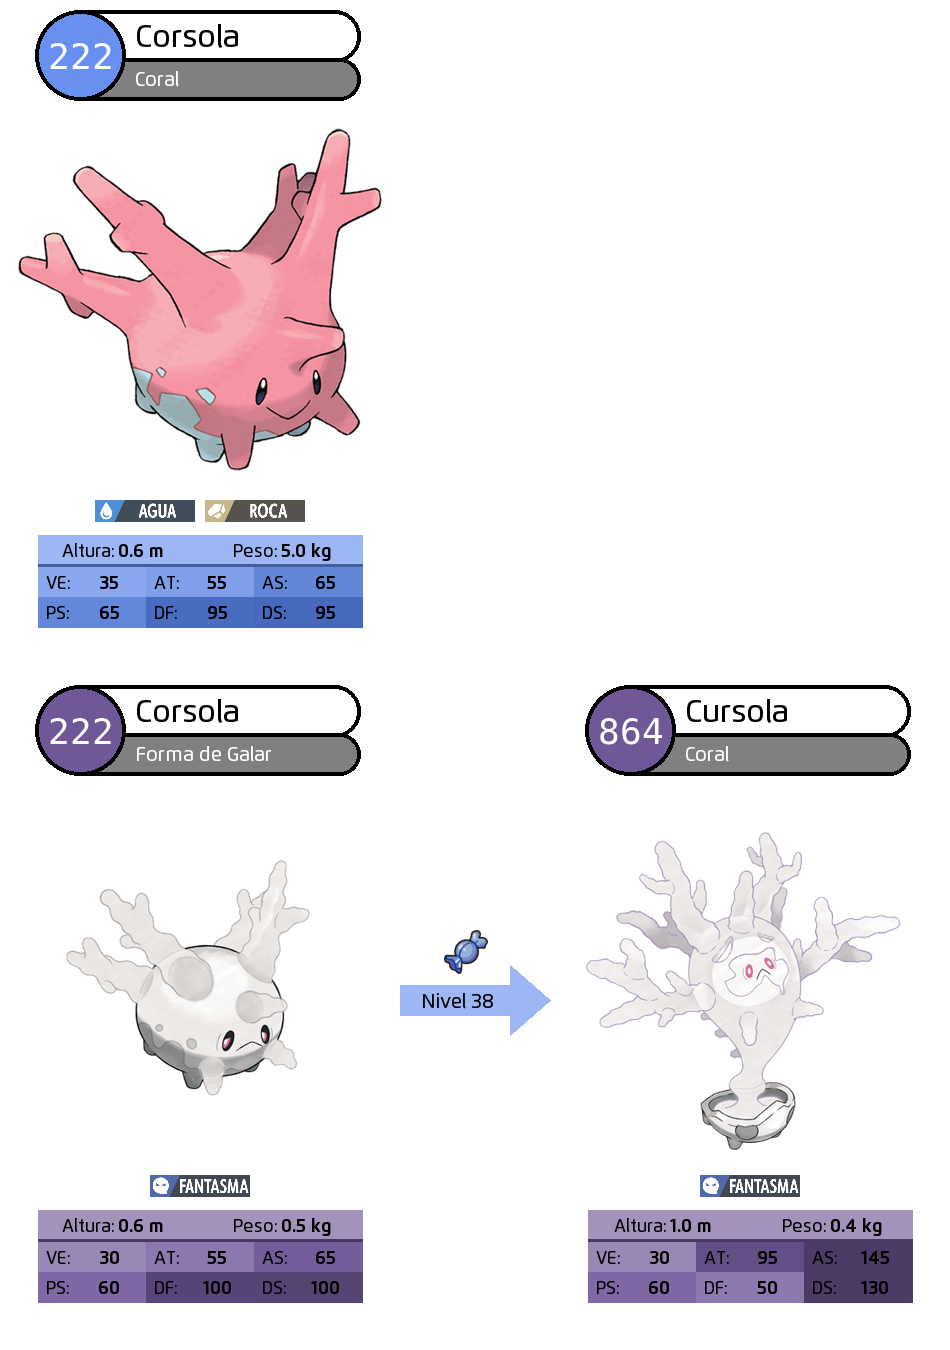 222
Corsola
Coral
AGUA
ROCA
Altura: 0.6 m
Peso: 5.0 kg
VE: 35 AT: 55 AS: 65
PS: 65 DF: 95 DS: 95
222
Corsola
Forma de Galar
FANTASMA
Altura: 0.6 m
Peso: 0.5 kg
VE: 30 AT: 55 AS: 65
PS: 60 DF: 100 DS: 100
Nivel 38
864
Cursola
Coral
FANTASMA
Altura: 1.0 m
Peso: 0.4 kg
VE: 30 AT: 95 AS: 145
PS: 60 DF: 50 DS: 130